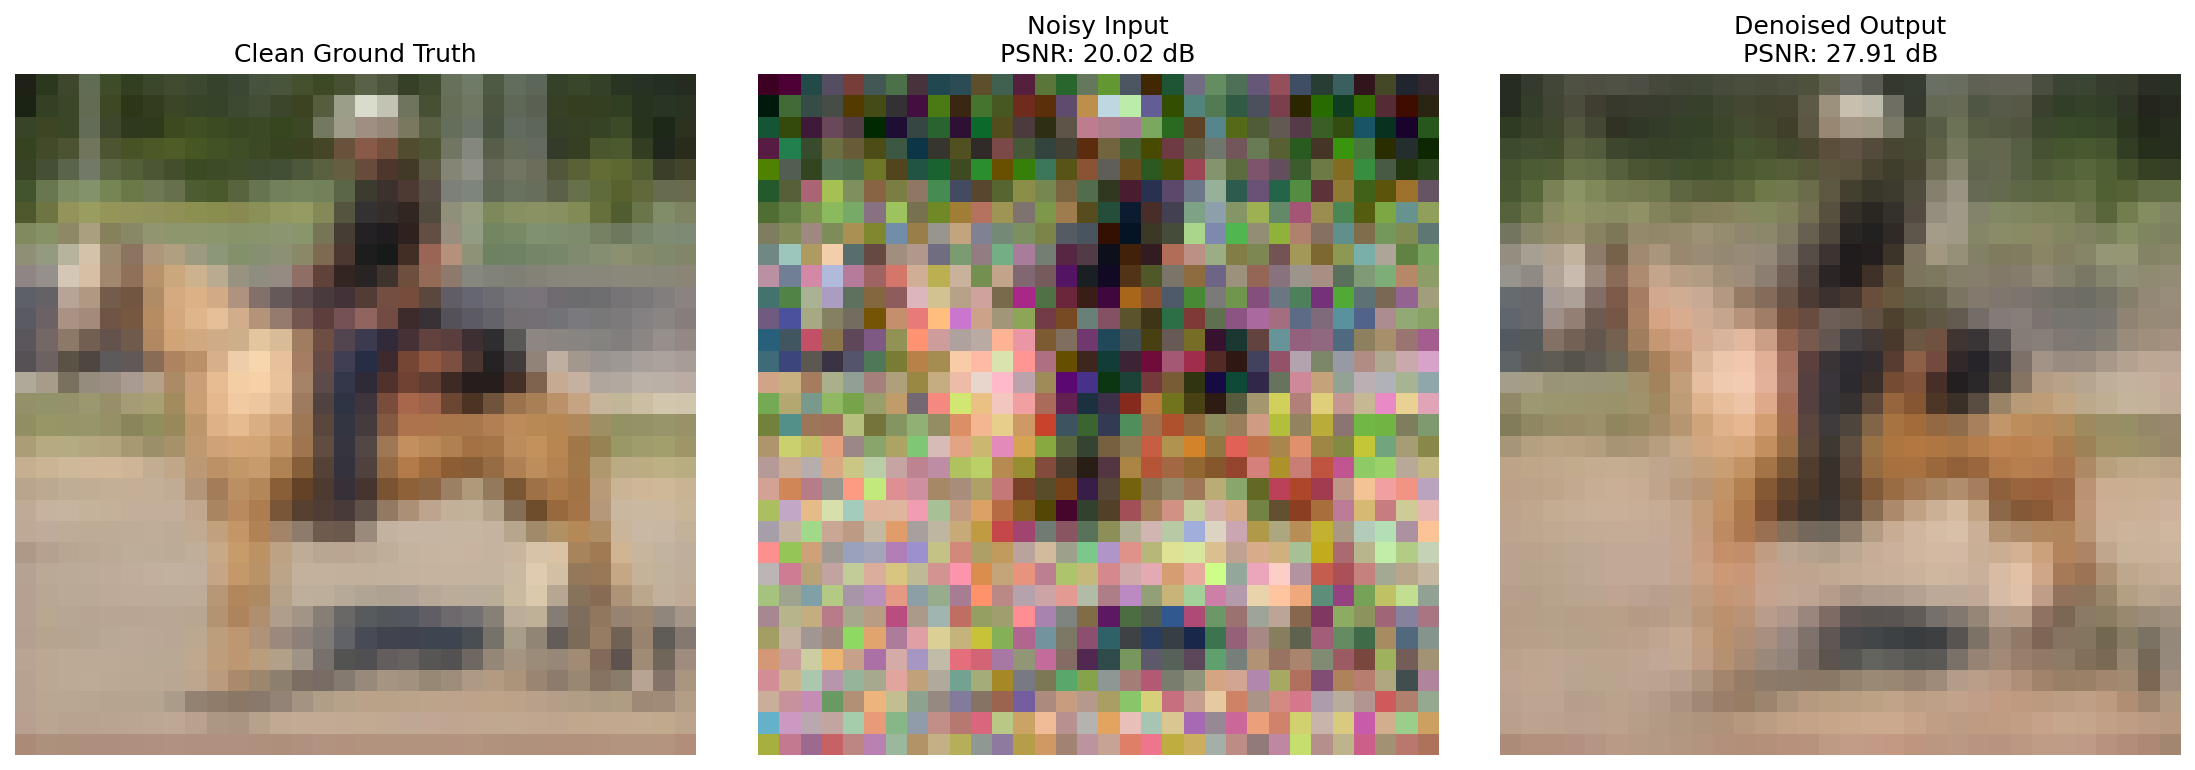 Clean Ground Truth
Noisy Input
PSNR: 20.02 dB
Denoised Output
PSNR: 27.91 dB